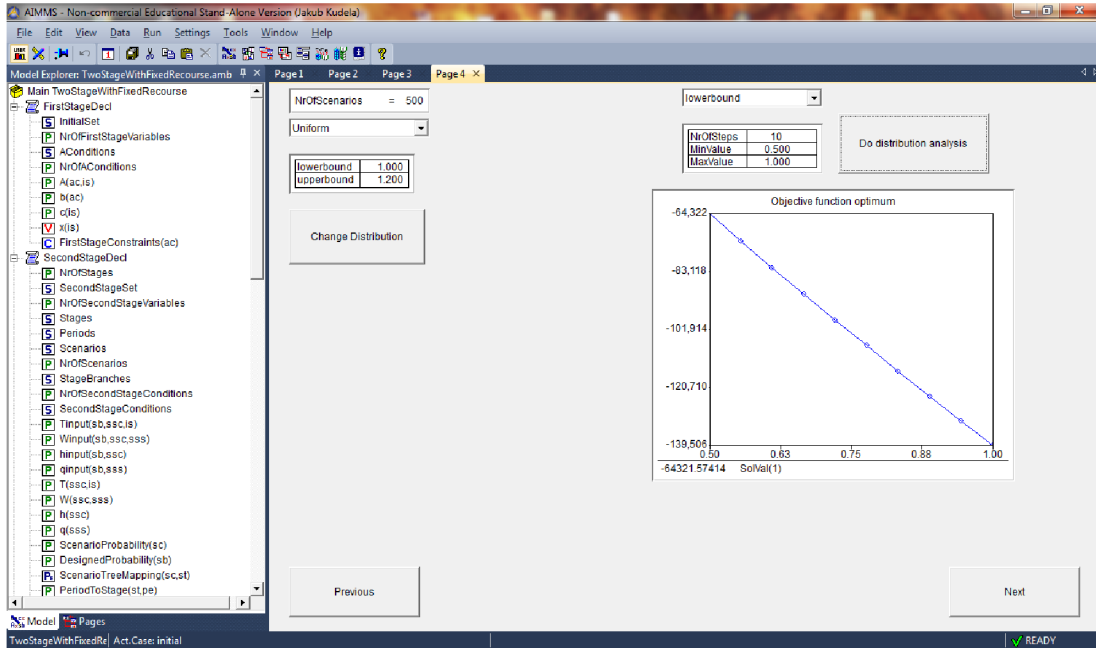 AIMMS - Non-commercial Educational Stand-Alone Version (Jakub Kudela)
File Edit View Data Run Settings Tools Window Help
Model Explorer: TwoStageWithFixedRecourse.amb
Main TwoStageWithFixedRecourse
FirstStageDecl
S InitialSet
P NrOfFirstStageVariables
S AConditions
P NrOfAConditions
P A(ac,is)
P b(ac)
P c(is)
V x(is)
C FirstStageConstraints(ac)
SecondStageDecl
P NrOfStages
S SecondStageSet
P NrOfSecondStageVariables
S Stages
S Periods
S Scenarios
P NrOfScenarios
S StageBranches
P NrOfSecondStageConditions
S SecondStageConditions
P Tinput(sb,ssc,is)
P Winput(sb,ssc,sss)
P hinput(sb,ssc)
P qinput(sb,sss)
P T(ssc,is)
P W(ssc,sss)
P h(ssc)
P q(sss)
P ScenarioProbability(sc)
P DesignedProbability(sb)
ScenarioTreeMapping(sc,st)
P PeriodToStage(st,pe)
Model Pages
Page 1 Page 2 Page 3 Page 4
NrOfScenarios = 500
Uniform
lowerbound 1.000
upperbound 1.200
Change Distribution
lowerbound
NrOfSteps 10
MinValue 0.500
MaxValue 1.000
Do distribution analysis
Objective function optimum
-64,322
-83,118
-101,914
-120,710
-139,506
0.50 0.63 0.75 0.88 1.00
-64321.57414 SolVal(1)
Previous
Next
TwoStageWithFixedRe Act.Case: initial
READY